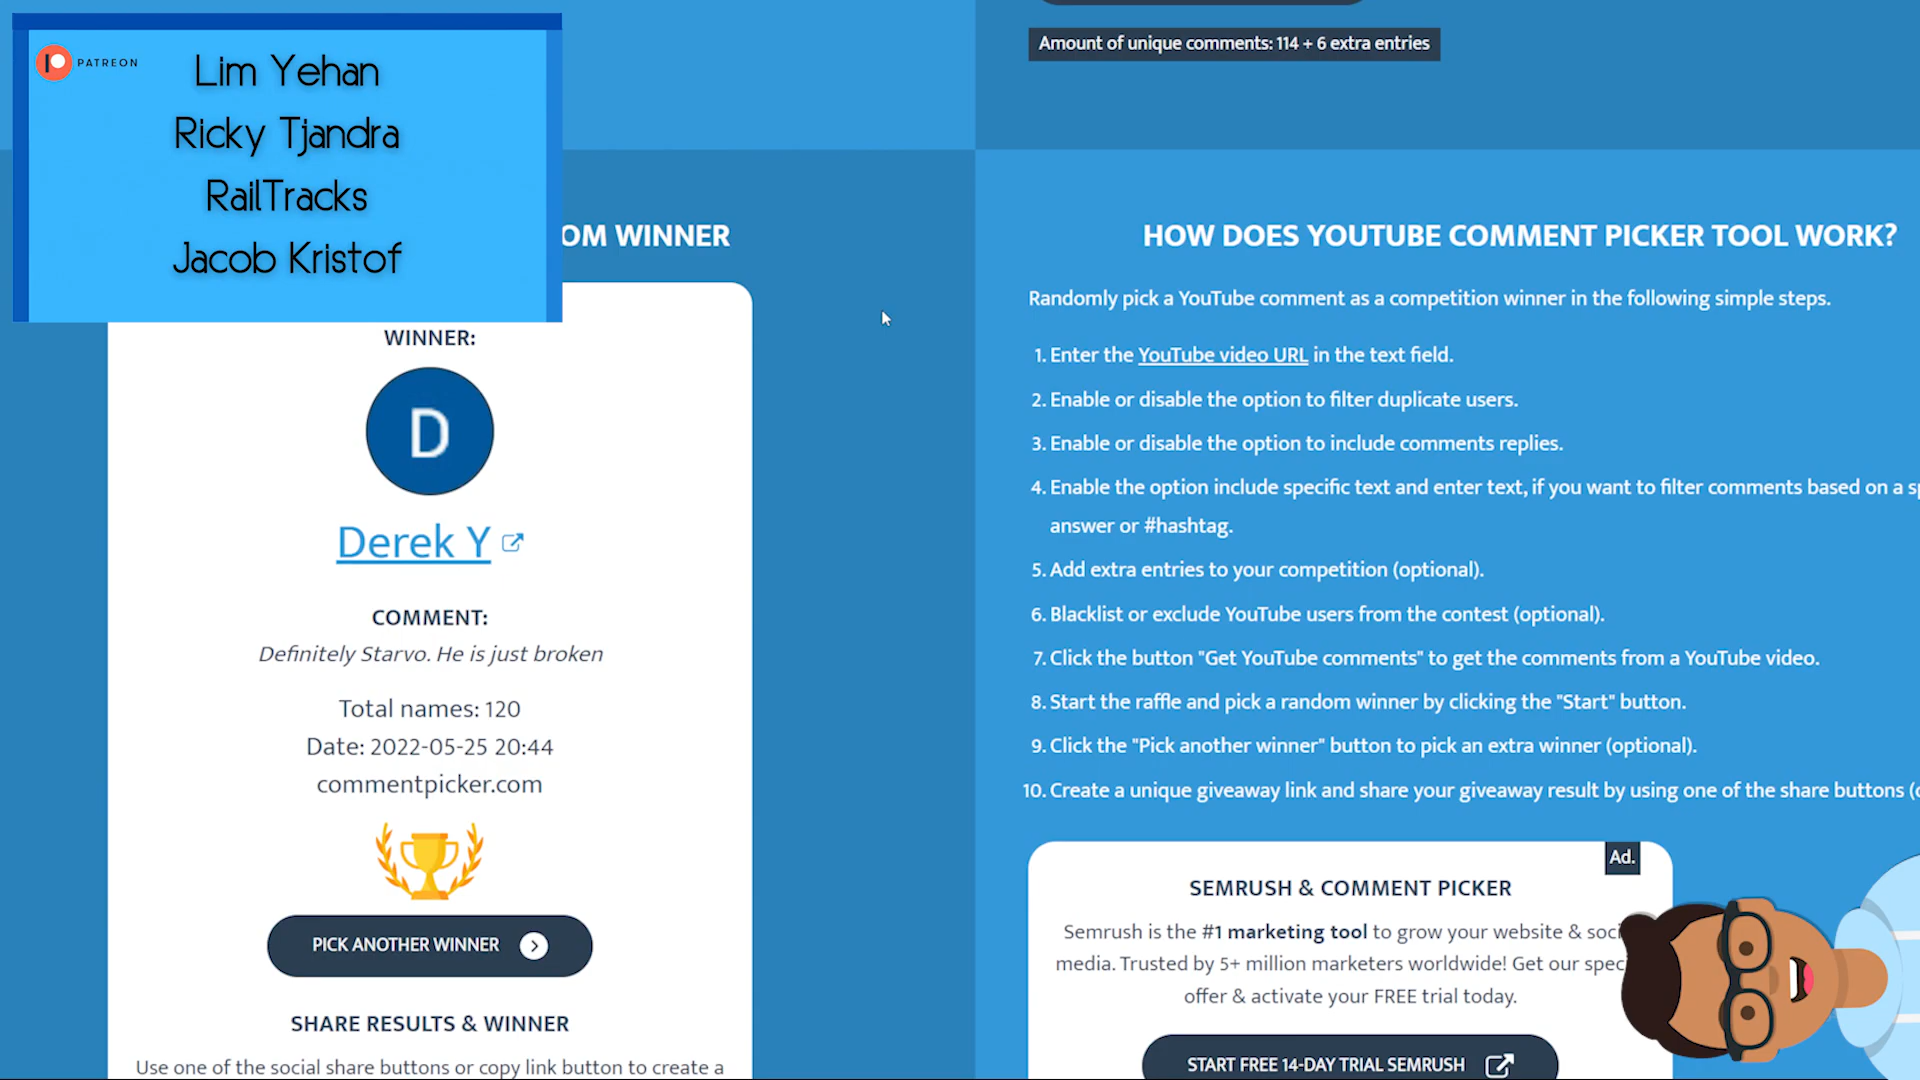 PATREON
Lim Yehan
Ricky Tjandra
RailTracks
Jacob Kristof
OM WINNER
WINNER:
D
Derek Y
COMMENT:
Definitely Starvo. He is just broken
Total names: 120
Date: 2022-05-25 20:44
commentpicker.com
PICK ANOTHER WINNER
SHARE RESULTS & WINNER
Use one of the social share buttons or copy link button to create a
Amount of unique comments: 114 + 6 extra entries
HOW DOES YOUTUBE COMMENT PICKER TOOL WORK?
Randomly pick a YouTube comment as a competition winner in the following simple steps.
1. Enter the YouTube video URL in the text field.
2. Enable or disable the option to filter duplicate users.
3. Enable or disable the option to include comments replies.
4. Enable the option include specific text and enter text, if you want to filter comments based on a
answer or #hashtag.
5. Add extra entries to your competition (optional).
6. Blacklist or exclude YouTube users from the contest (optional).
7. Click the button "Get YouTube comments" to get the comments from a YouTube video.
8. Start the raffle and pick a random winner by clicking the "Start" button.
9. Click the "Pick another winner" button to pick an extra winner (optional).
10. Create a unique giveaway link and share your giveaway result by using one of the share buttons
Ad.
SEMRUSH & COMMENT PICKER
Semrush is the #1 marketing tool to grow your website &
media. Trusted by 5+ million marketers worldwide! Get our
offer & activate your FREE trial today.
START FREE 14-DAY TRIAL SEMRUSH